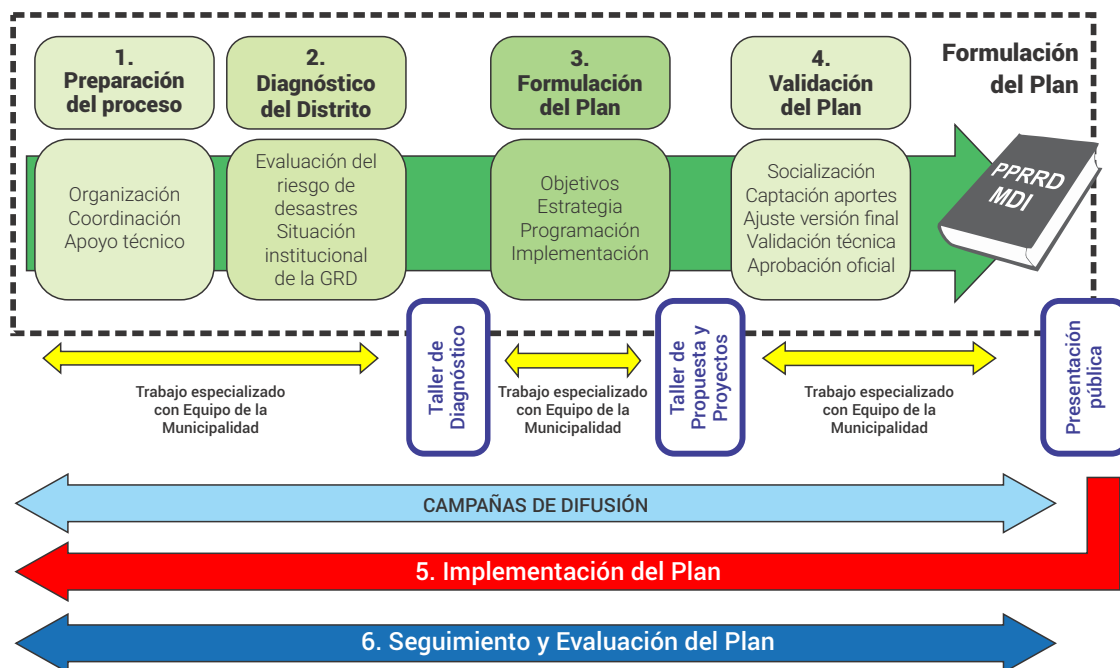 1.
Preparación
del proceso
2.
Diagnóstico
del Distrito
3.
Formulación
del Plan
4.
Validación
del Plan
Formulación
del Plan
Organización
Coordinación
Apoyo técnico
Evaluación del
riesgo de
desastres
Situación
institucional
de la GRD
Objetivos
Estrategia
Programación
Implementación
Socialización
Captación aportes
Ajuste versión final
Validación técnica
Aprobación oficial
PPRRD
MDI
Trabajo especializado
con Equipo de la
Municipalidad
Taller de
Diagnóstico
Trabajo especializado
con Equipo de la
Municipalidad
Taller de
Propuesta y
Proyectos
Trabajo especializado
con Equipo de la
Municipalidad
Presentación
pública
CAMPAÑAS DE DIFUSIÓN
5. Implementación del Plan
6. Seguimiento y Evaluación del Plan